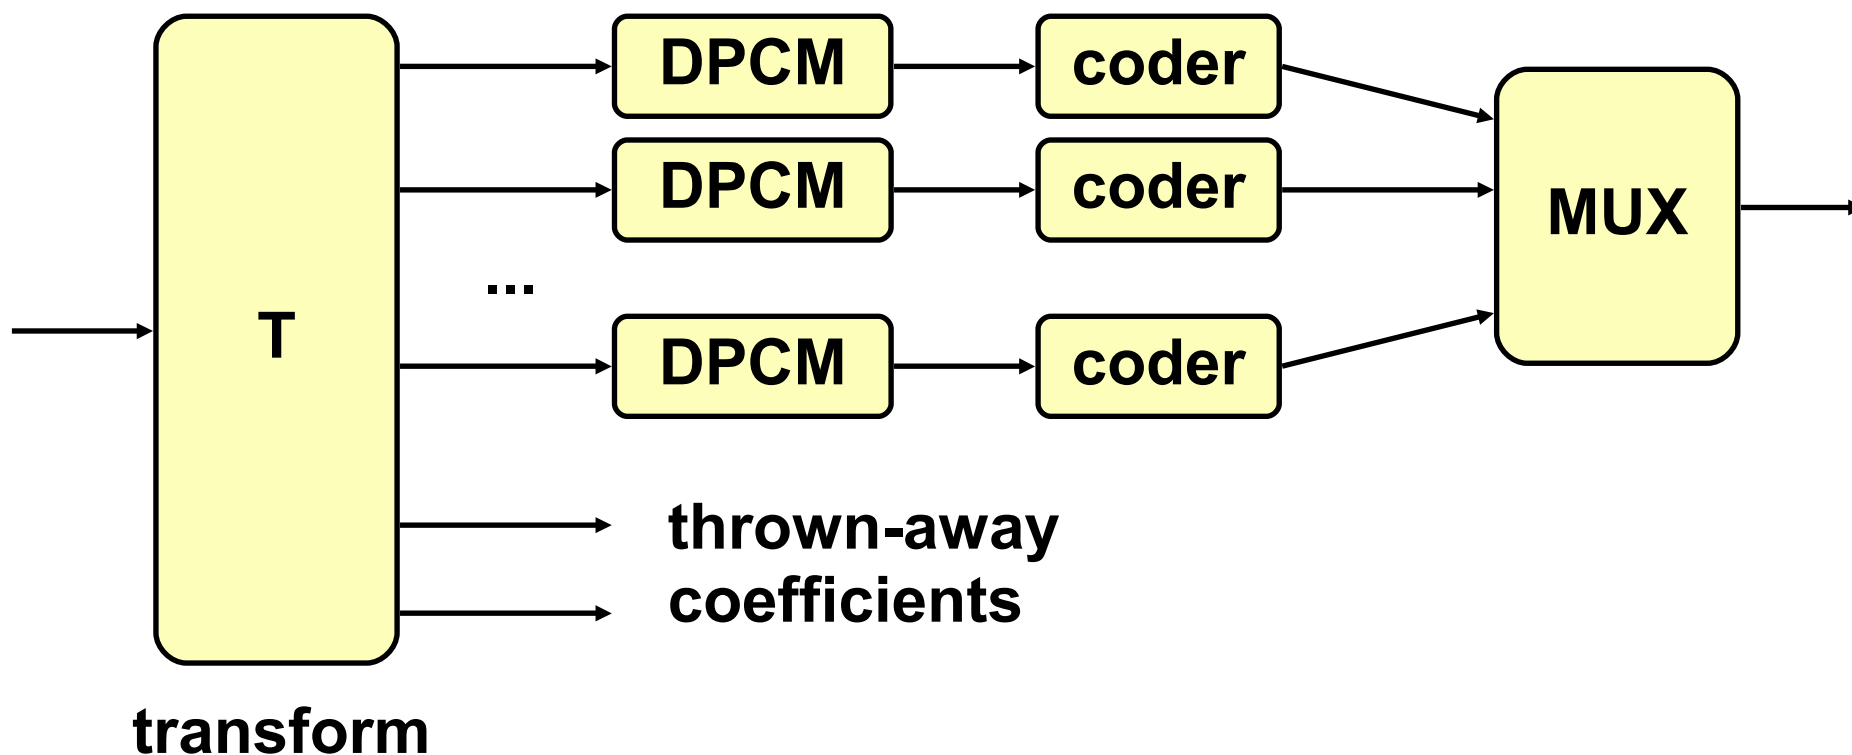 DPCM
coder
DPCM
coder
MUX
...
T
DPCM
coder
thrown-away
coefficients
transform